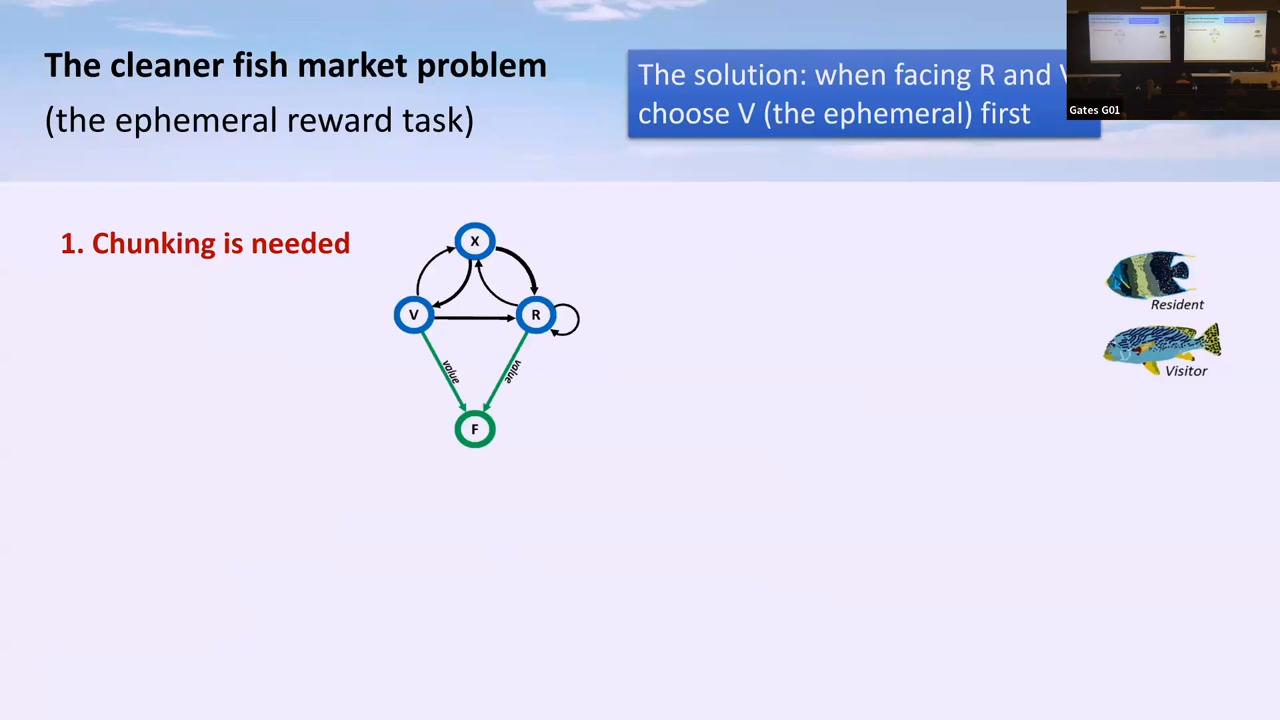 The cleaner fish market problem
(the ephemeral reward task)
The solution: when facing R and
choose V (the ephemeral) first
Gates G01
1. Chunking is needed
X
V
R
value
value
F
Resident
Visitor